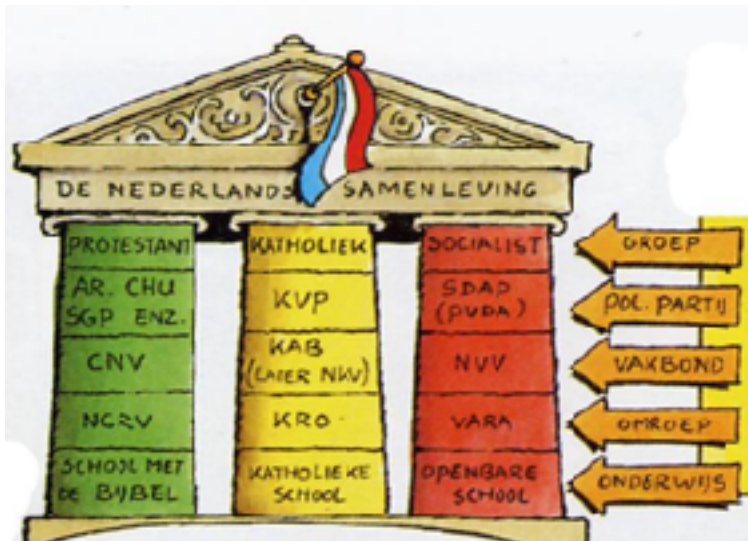 DE NEDERLANDS SAMENLEVING
PROTESTANT
KATHOLIEK
SOCIALIST
GROEP
AR. CHU
SGP ENZ.
KVP
SDAP
(PVDA)
POL. PARTIJ
CNV
KAB
(LATER NKV)
NVV
VAKBOND
NCRV
KRO
VARA
OMROEP
SCHOOL MET
DE BIJBEL
KATHOLIEKE
SCHOOL
OPENBARE
SCHOOL
ONDERWIJS